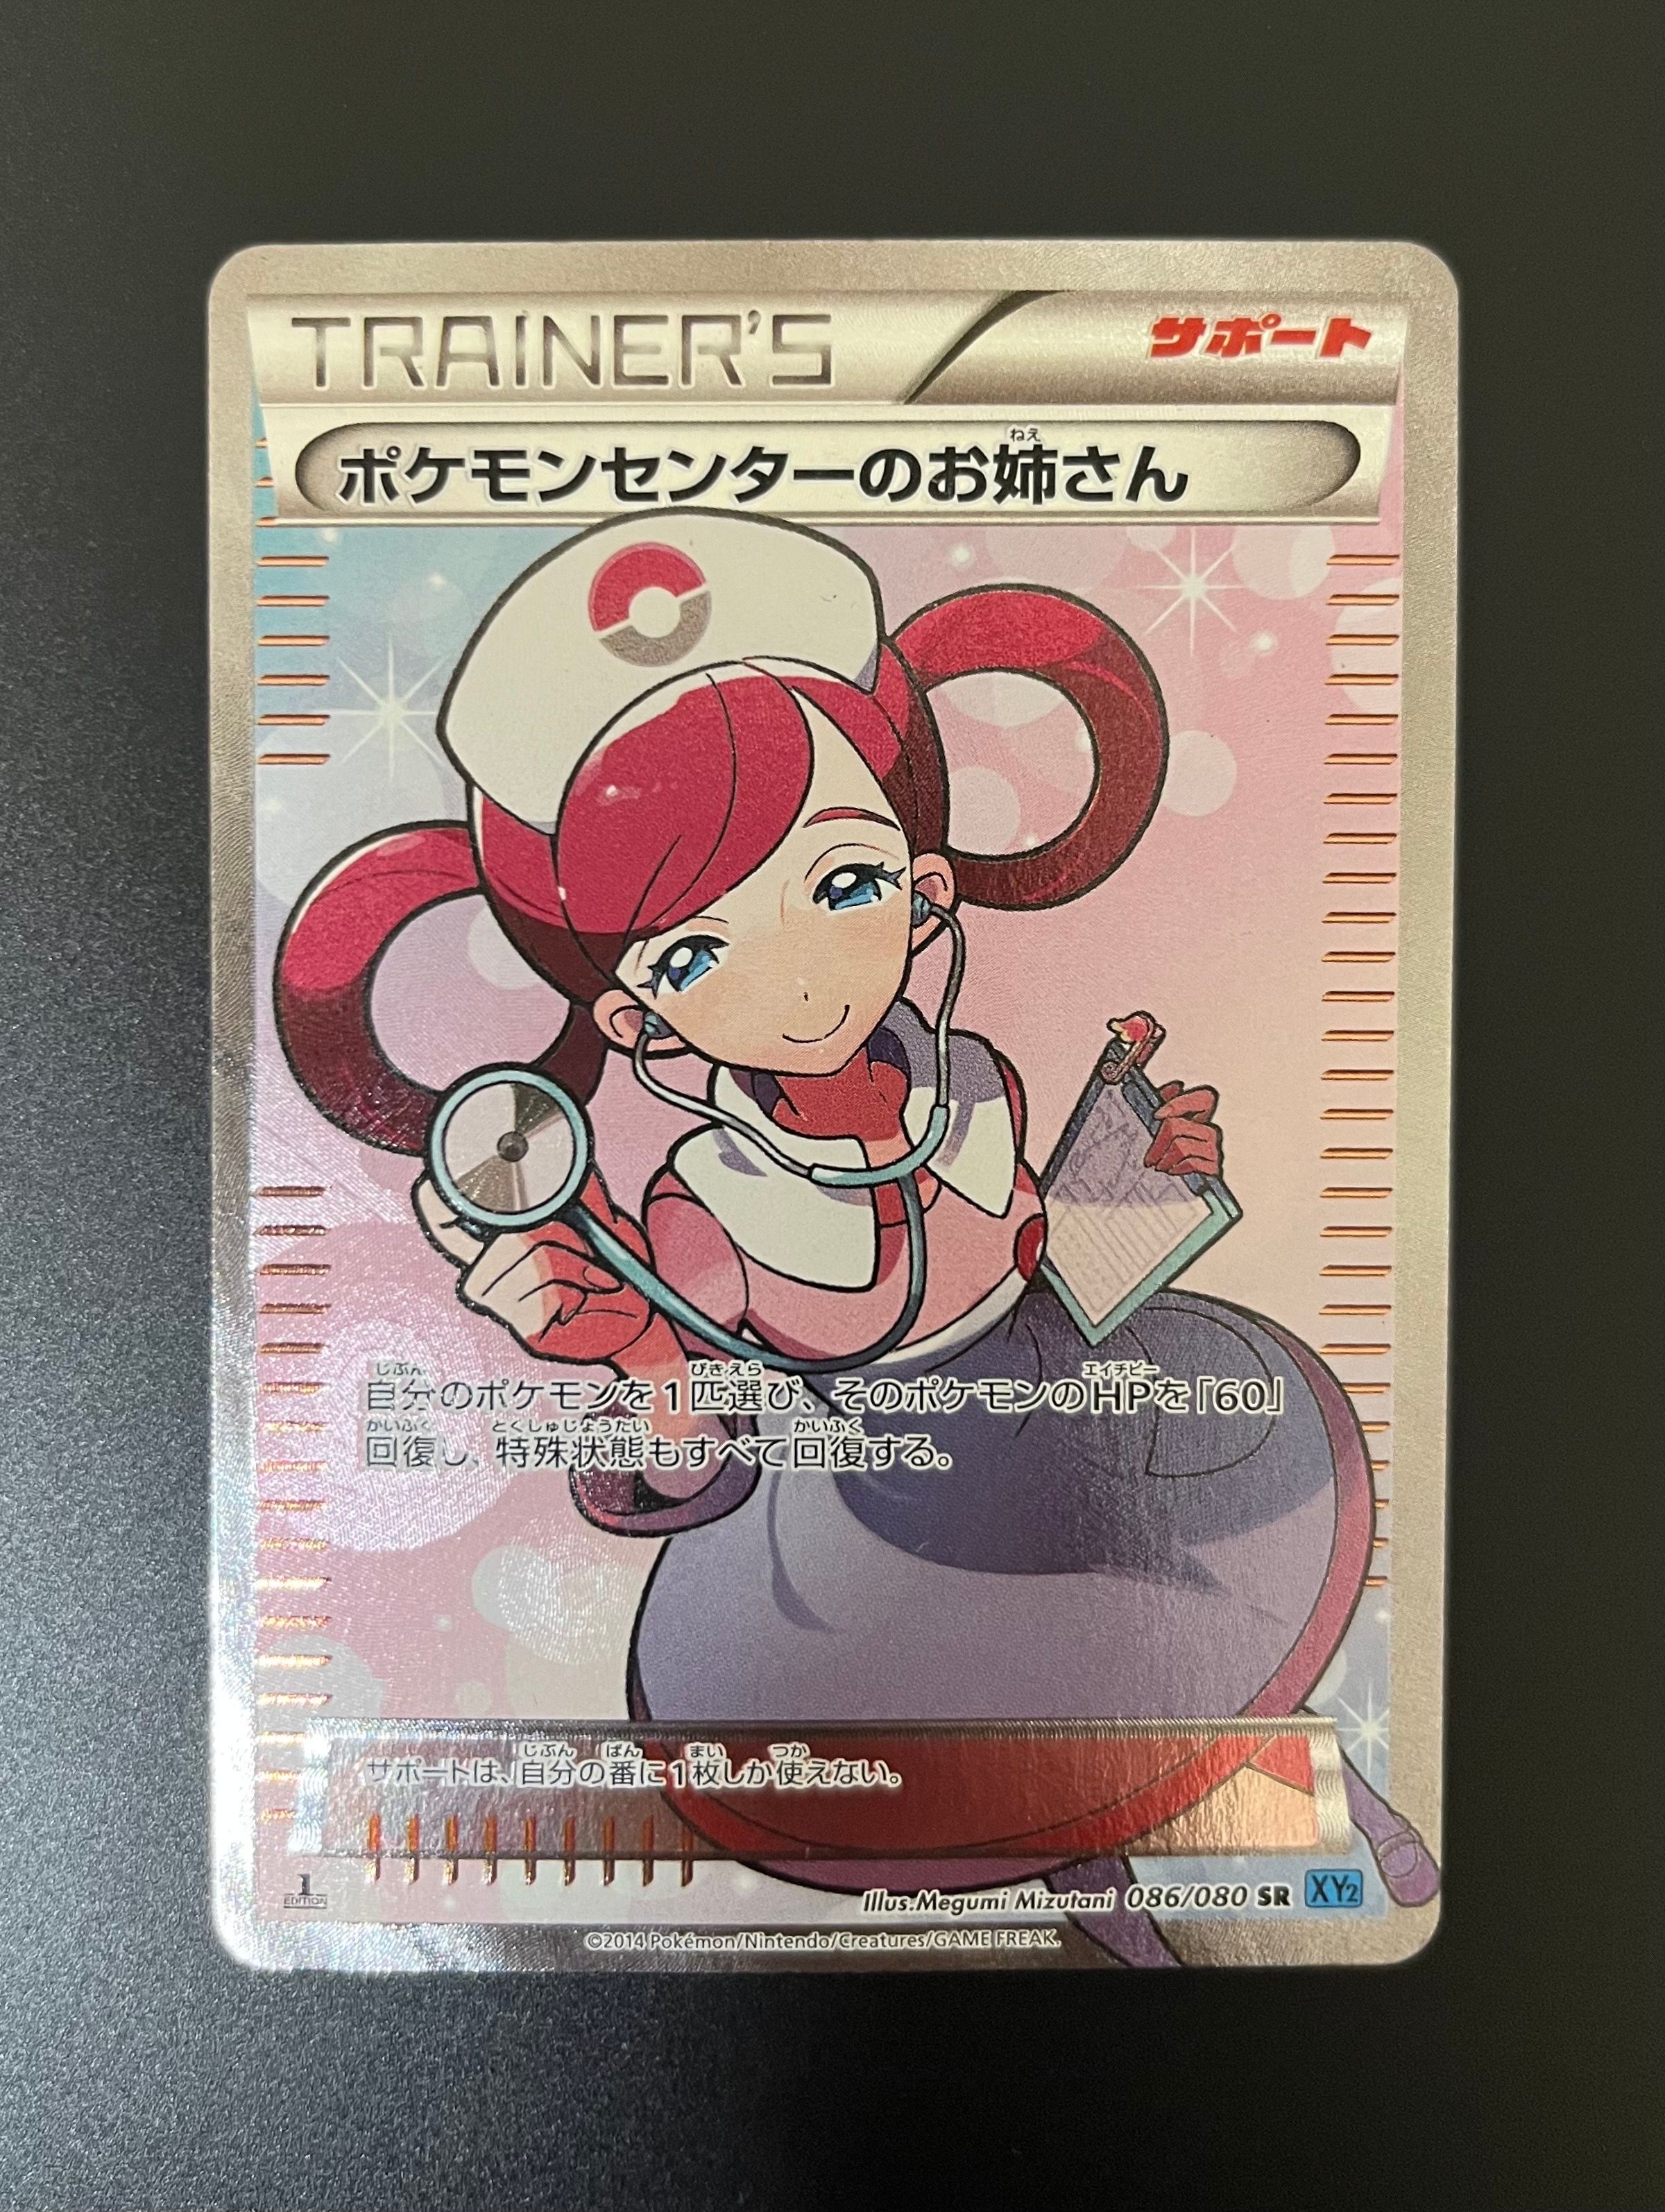 TRAINER'S
サポート
ねえ
ポケモンセンターのお姉さん
じぶん びきえら エイチピー
自分のポケモンを1匹選び、そのポケモンのHPを「60」
かいふく とくしゅじょうたい かいふく
回復し、特殊状態もすべて回復する。
じぶん ばん まい つか
サポートは、自分の番に1枚しか使えない。
1
EDITION
Illus.Megumi Mizutani 086/080 SR XY2
©2014 Pokémon/Nintendo/Creatures/GAME FREAK.